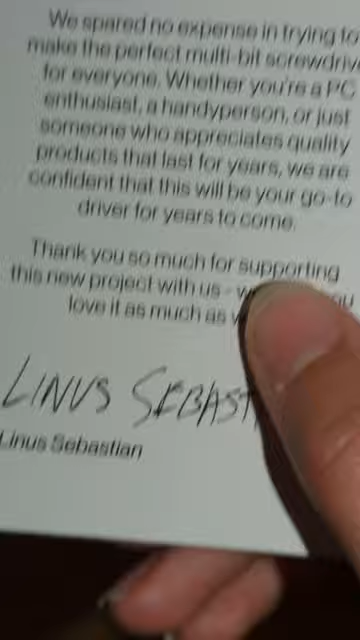 We spared no expense in trying to
make the perfect multi-bit screwdriv
for everyone. Whether you're a PC
enthusiast, a handyperson, or just
someone who appreciates quality
products that last for years, we are
confident that this will be your go-to
driver for years to come.
Thank you so much for supporting
this new project with us - w ou
love it as much as w
LINUS SEBAST
Linus Sebastian